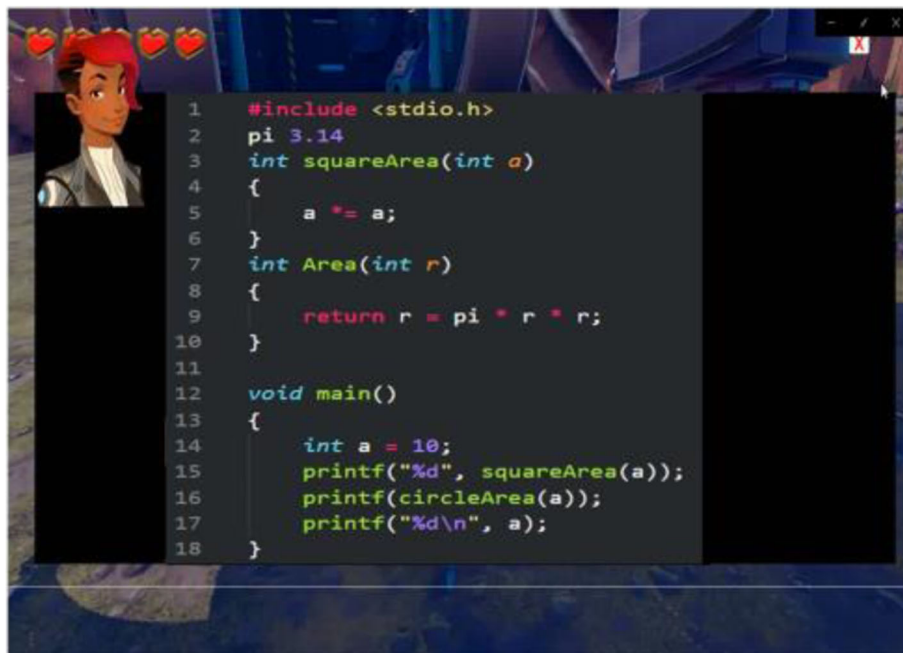 X
1 #include <stdio.h>
2 pi 3.14
3 int squareArea(int a)
4 {
5 a *= a;
6 }
7 int Area(int r)
8 {
9 return r = pi * r * r;
10 }
11
12 void main()
13 {
14 int a = 10;
15 printf("%d", squareArea(a));
16 printf(circleArea(a));
17 printf("%d\n", a);
18 }